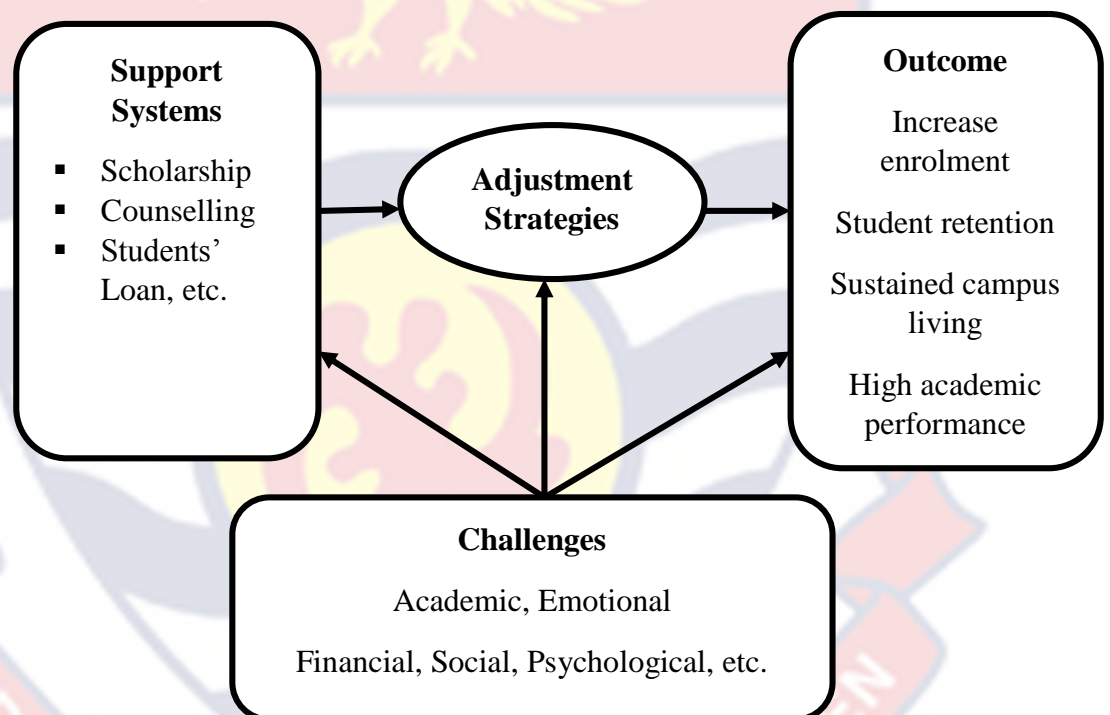 Support
Systems
▪ Scholarship
▪ Counselling
▪ Students’
Loan, etc.
Adjustment
Strategies
Outcome
Increase
enrolment
Student retention
Sustained campus
living
High academic
performance
Challenges
Academic, Emotional
Financial, Social, Psychological, etc.
EN